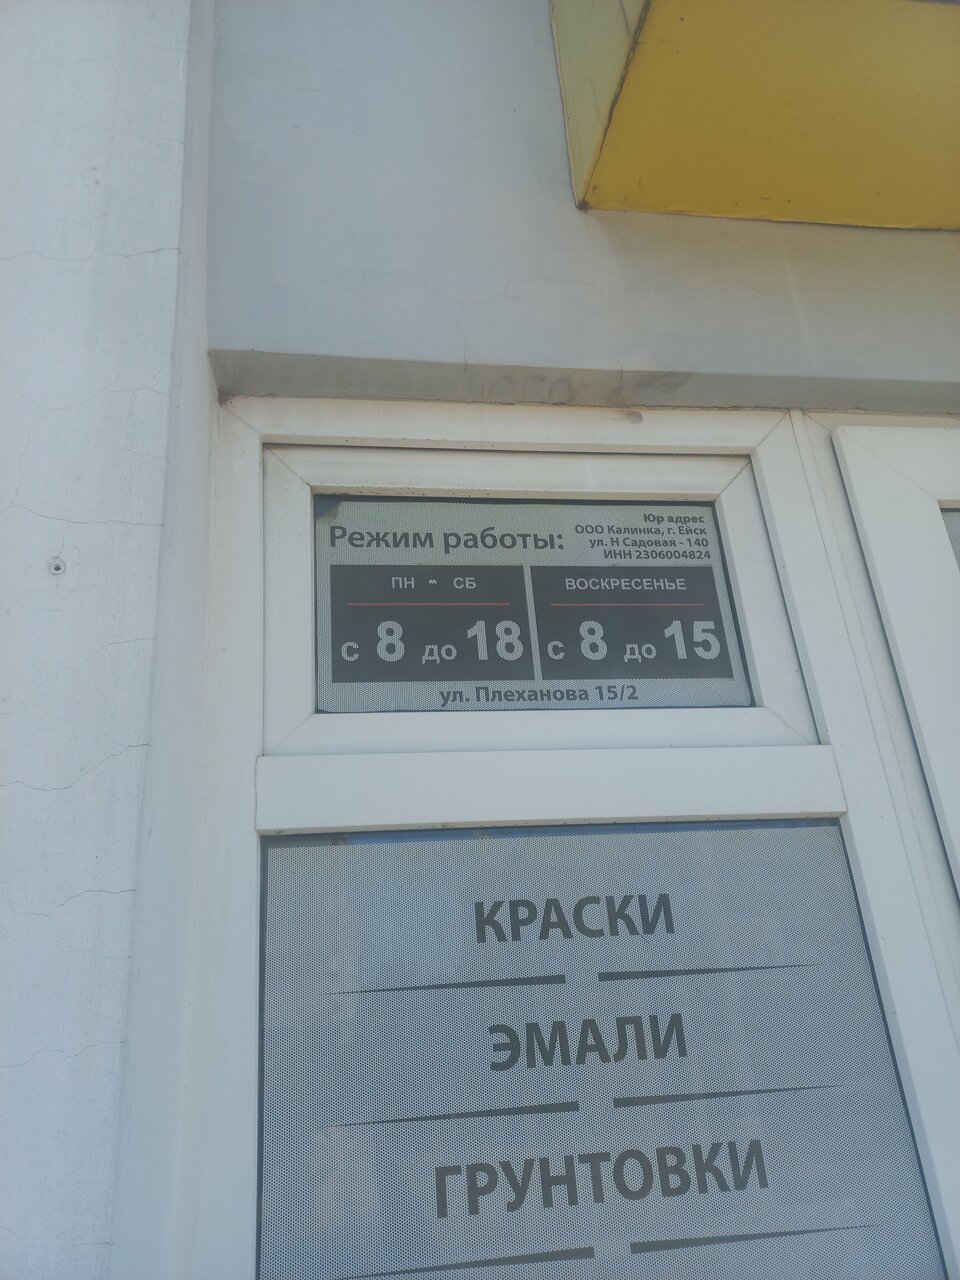 Режим работы:
Юр адрес
ООО Калинка, г. Ейск
ул. Н Садовая - 140
ИНН 2306004824
ПН - СБ
с 8 до 18
ВОСКРЕСЕНЬЕ
с 8 до 15
ул. Плеханова 15/2
КРАСКИ
ЭМАЛИ
ГРУНТОВКИ